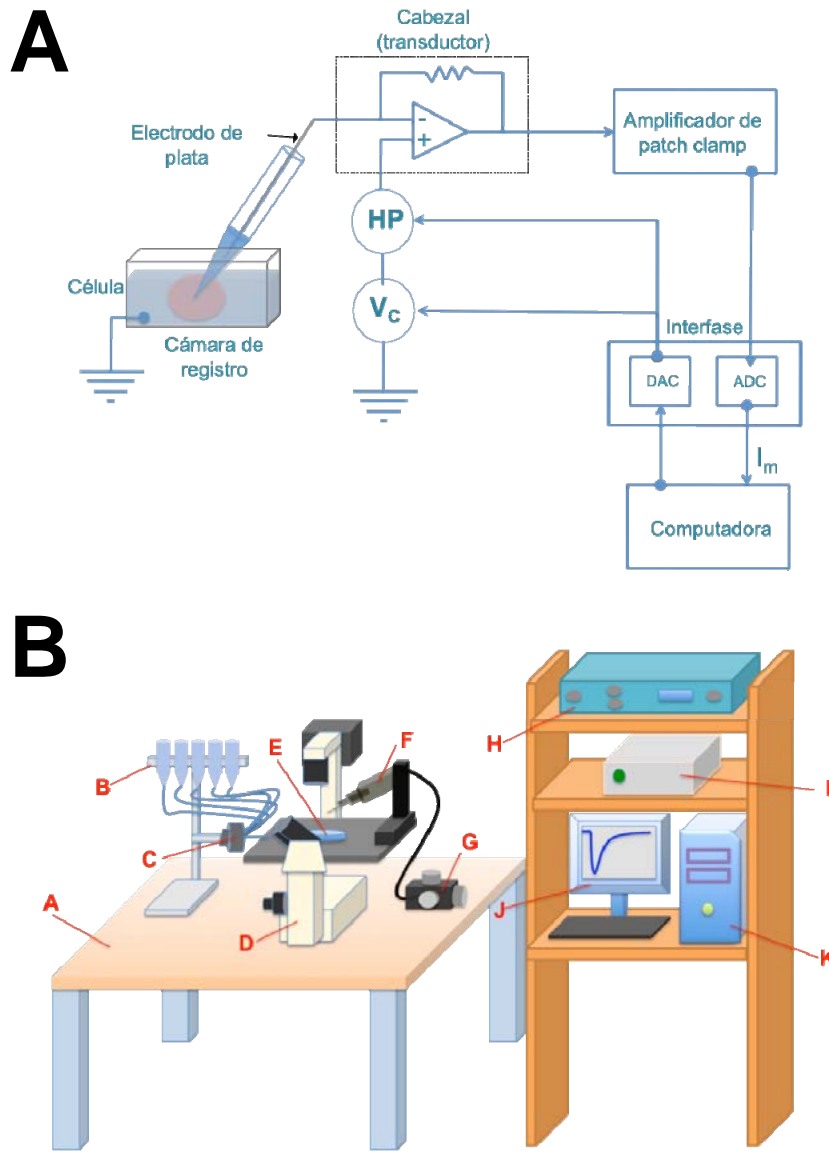 A
Cabezal
(transductor)
Electrodo de
plata
-
+
Amplificador de
patch clamp
HP
Célula
Vc
Cámara de
registro
Interfase
DAC
ADC
Im
Computadora
B
E
F
B
H
I
C
G
A
D
J
K